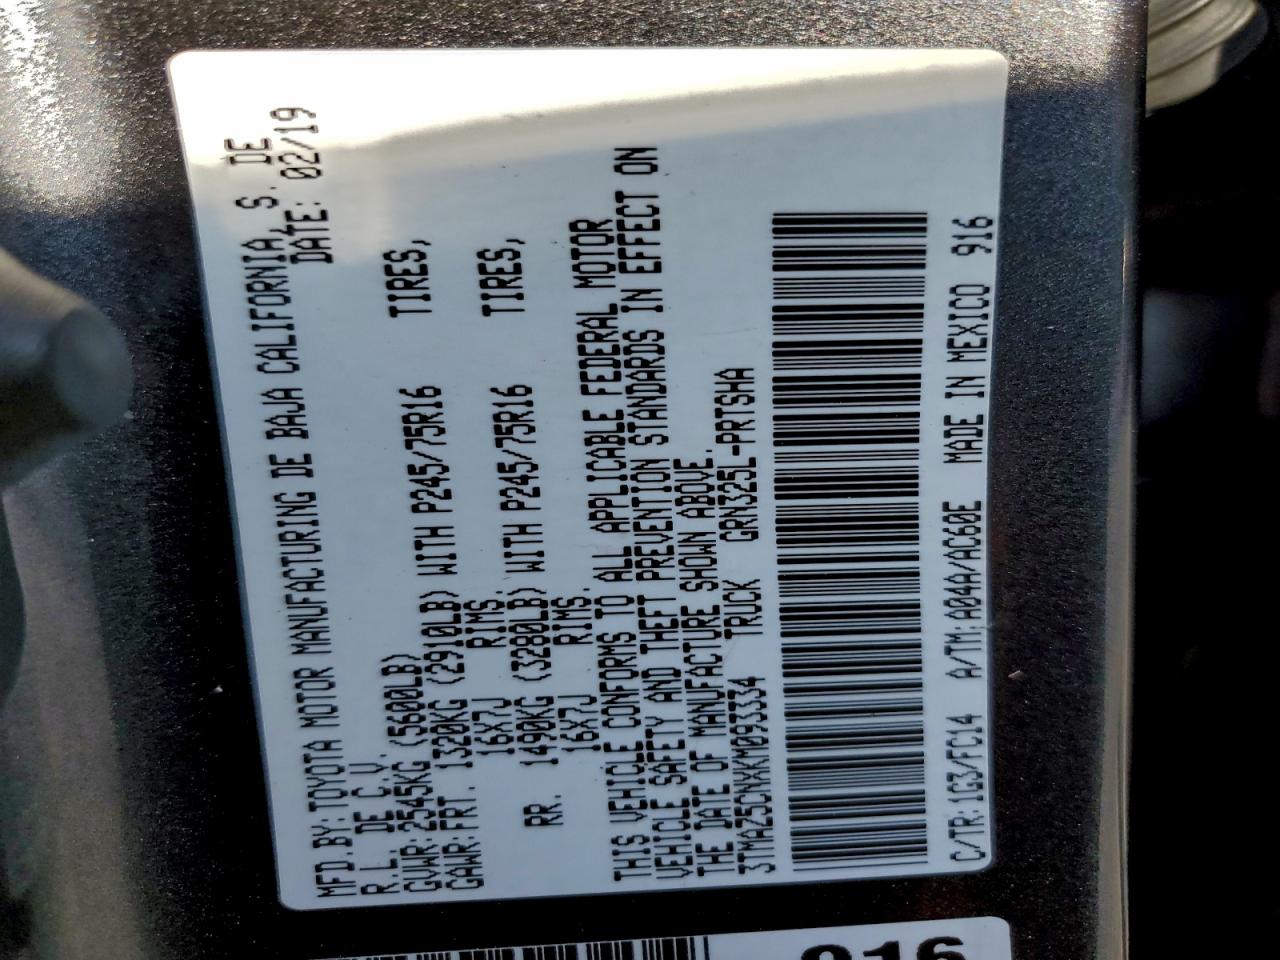 MFD.BY:TOYOTA MOTOR MANUFACTURING DE BAJA CALIFORNIA, S. DE
R.L. DE C.V. DATE: 02/19
GVWR:2545KG (5600LB)
GAWR:FRT. 1320KG (2910LB) WITH P245/75R16 TIRES,
16X7J RIMS.
RR. 1490KG (3280LB) WITH P245/75R16 TIRES,
16X7J RIMS.
THIS VEHICLE CONFORMS TO ALL APPLICABLE FEDERAL MOTOR
VEHICLE SAFETY AND THEFT PREVENTION STANDARDS IN EFFECT ON
THE DATE OF MANUFACTURE SHOWN ABOVE.
3TMAZ5CNXKM093334 TRUCK GRN325L-PRTSHA
C/TR:1G3/FC14 A/TM:A04A/AC60E MADE IN MEXICO 916
916